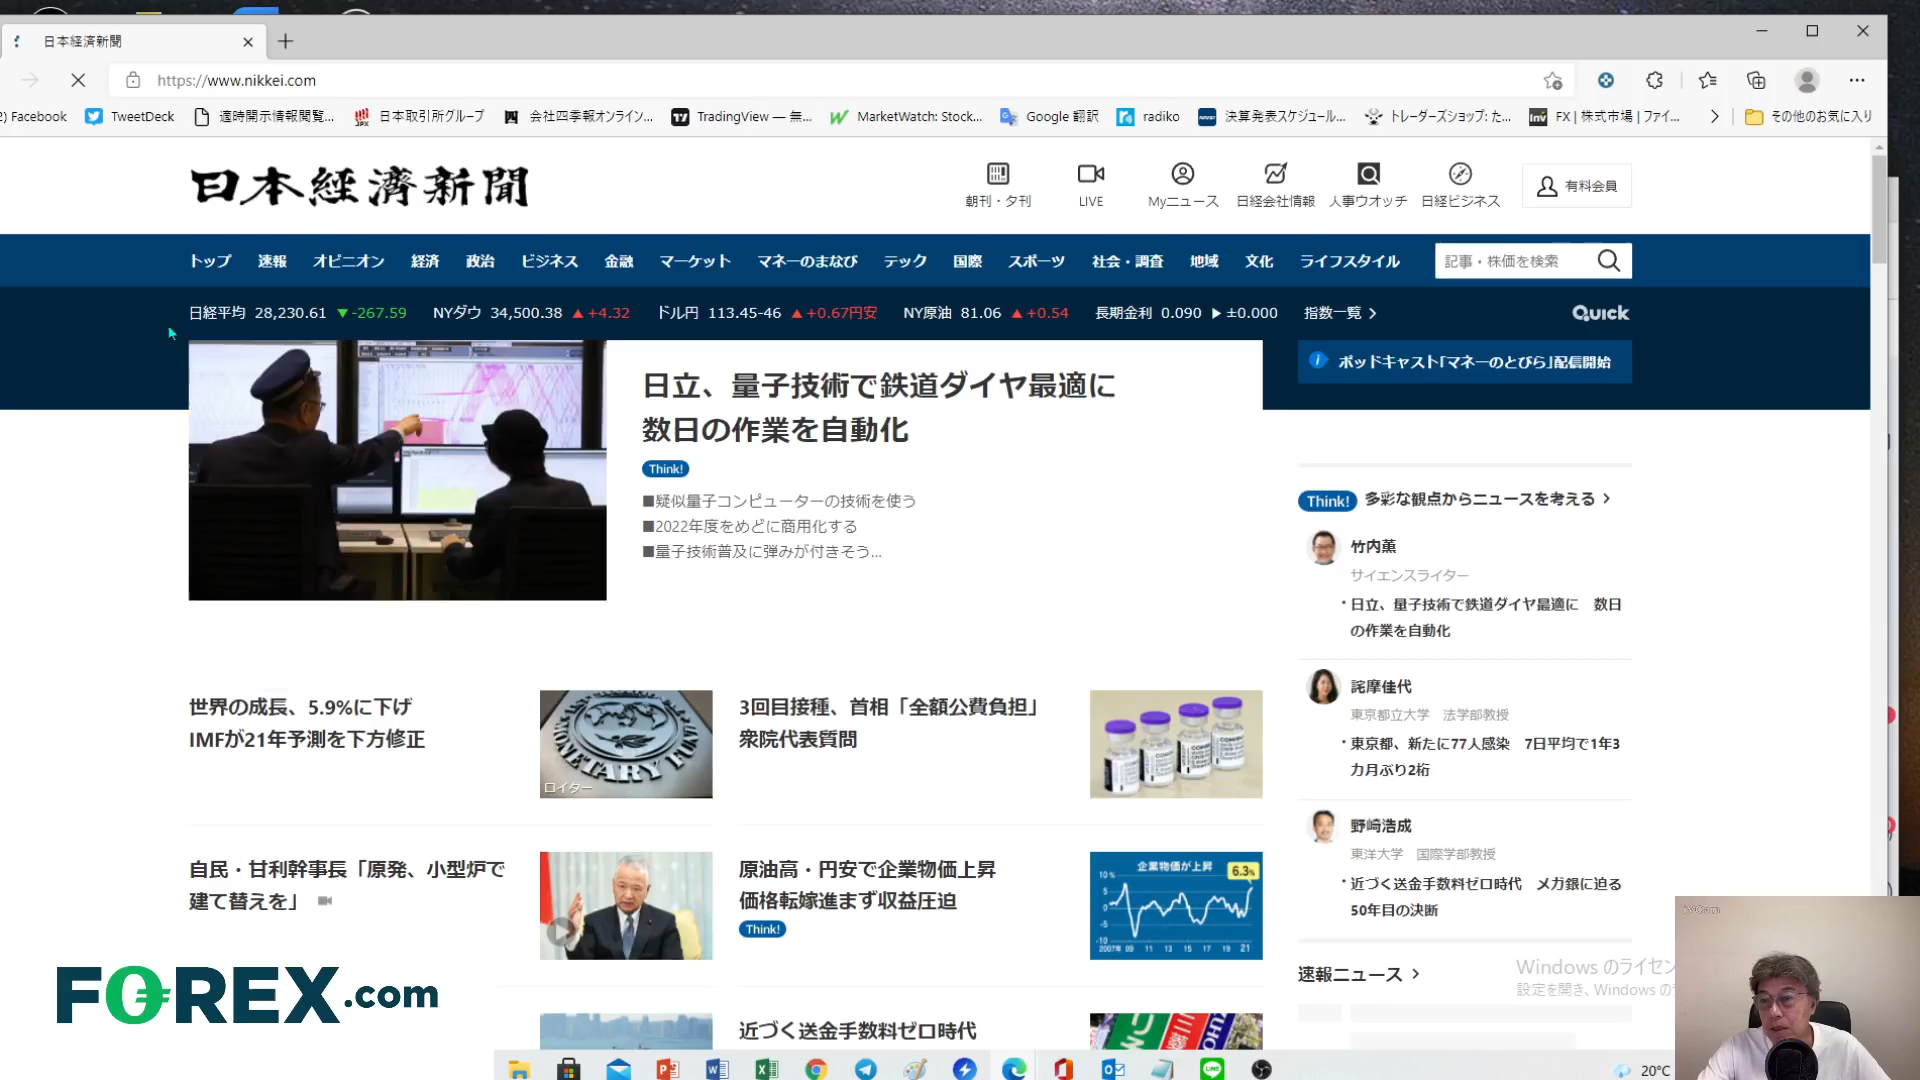 日本経済新聞
https://www.nikkei.com
) Facebook
TweetDeck
適時開示情報閲覧...
日本取引所グループ
会社四季報オンライン...
TradingView — 無...
MarketWatch: Stock...
Google 翻訳
radiko
決算発表スケジュール...
トレーダーズショップ: た...
FX | 株式市場 | ファイ...
その他のお気に入り
日本経済新聞
朝刊・夕刊
LIVE
Myニュース
日経会社情報
人事ウオッチ
日経ビジネス
有料会員
トップ 速報 オピニオン 経済 政治 ビジネス 金融 マーケット マネーのまなび テック 国際 スポーツ 社会・調査 地域 文化 ライフスタイル
記事・株価を検索
日経平均 28,230.61 ▼-267.59 NYダウ 34,500.38 ▲+4.32 ドル円 113.45-46 ▲+0.67円安 NY原油 81.06 ▲+0.54 長期金利 0.090 ▶±0.000 指数一覧
QUICK
ポッドキャスト「マネーのとびら」配信開始
日立、量子技術で鉄道ダイヤ最適に
数日の作業を自動化
Think!
■疑似量子コンピューターの技術を使う
■2022年度をめどに商用化する
■量子技術普及に弾みが付きそう...
Think! 多彩な観点からニュースを考える
竹内薫
サイエンスライター
・日立、量子技術で鉄道ダイヤ最適に 数日
の作業を自動化
詫摩佳代
東京都立大学 法学部教授
・東京都、新たに77人感染 7日平均で1年3
カ月ぶり2桁
野﨑浩成
東洋大学 国際学部教授
・近づく送金手数料ゼロ時代 メガ銀に迫る
50年目の決断
速報ニュース
世界の成長、5.9%に下げ
IMFが21年予測を下方修正
ロイター
3回目接種、首相「全額公費負担」
衆院代表質問
自民・甘利幹事長「原発、小型炉で
建て替えを」
原油高・円安で企業物価上昇
価格転嫁進まず収益圧迫
Think!
企業物価が上昇
6.3%
10%
5
0
-5
-10
2007年 09 11 13 15 17 19 21
近づく送金手数料ゼロ時代
FOREX.com
Windows のライセン
設定を開き、Windows の
iVCam
20°C